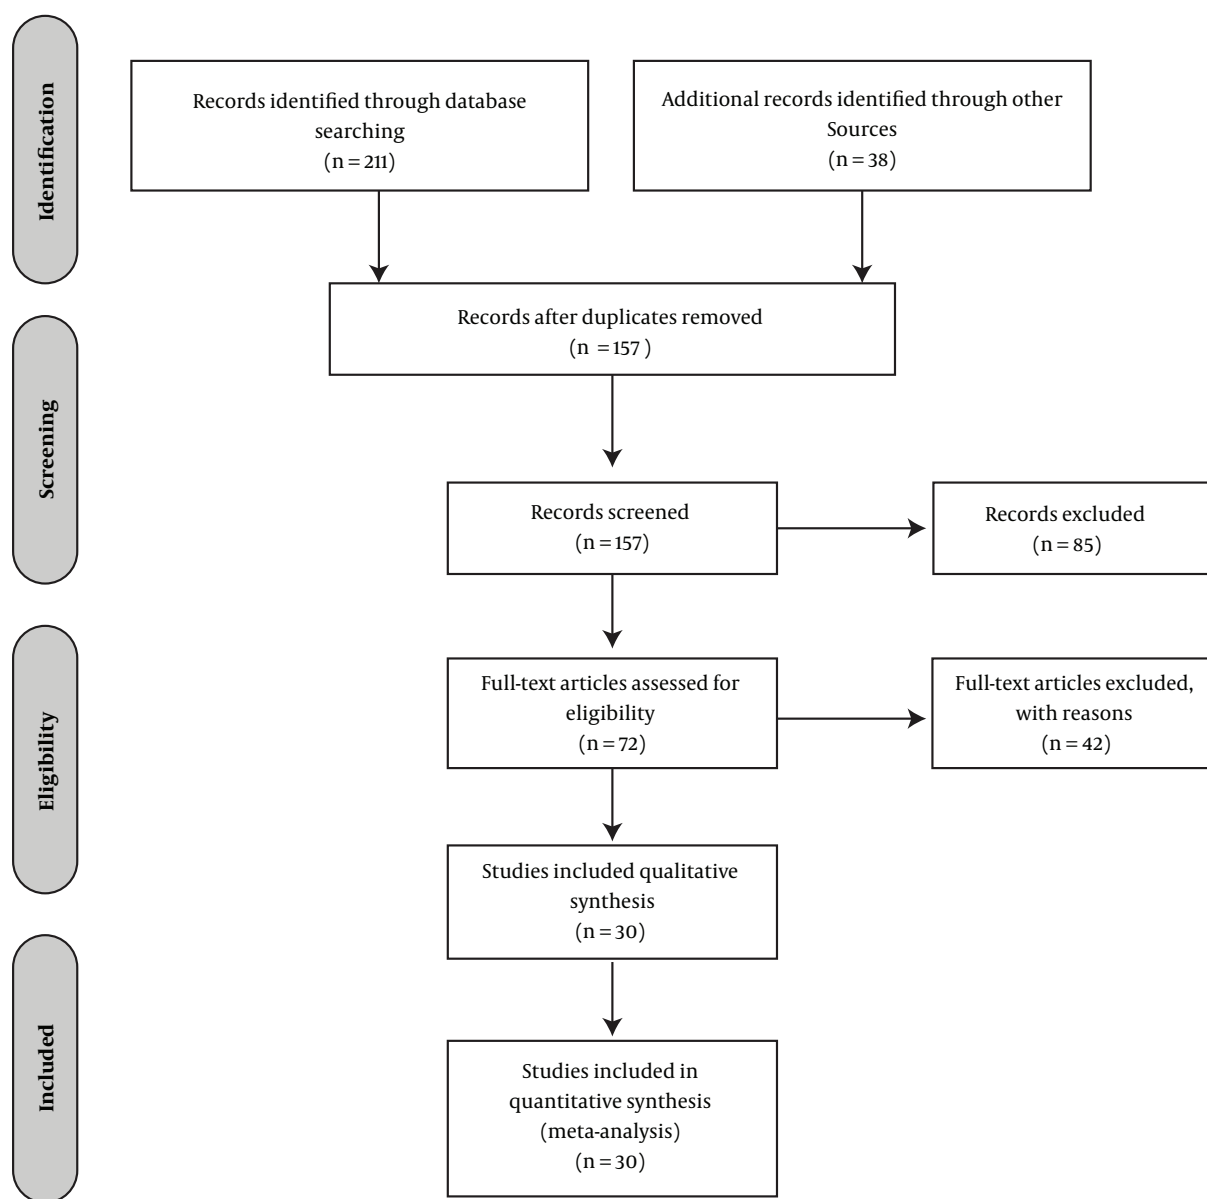 Identification
Records identified through database
searching
(n = 211)
Additional records identified through other
Sources
(n = 38)
Records after duplicates removed
(n = 157 )
Screening
Records screened
(n = 157)
Records excluded
(n = 85)
Eligibility
Full-text articles assessed for
eligibility
(n = 72)
Full-text articles excluded,
with reasons
(n = 42)
Studies included qualitative
synthesis
(n = 30)
Included
Studies included in
quantitative synthesis
(meta-analysis)
(n = 30)